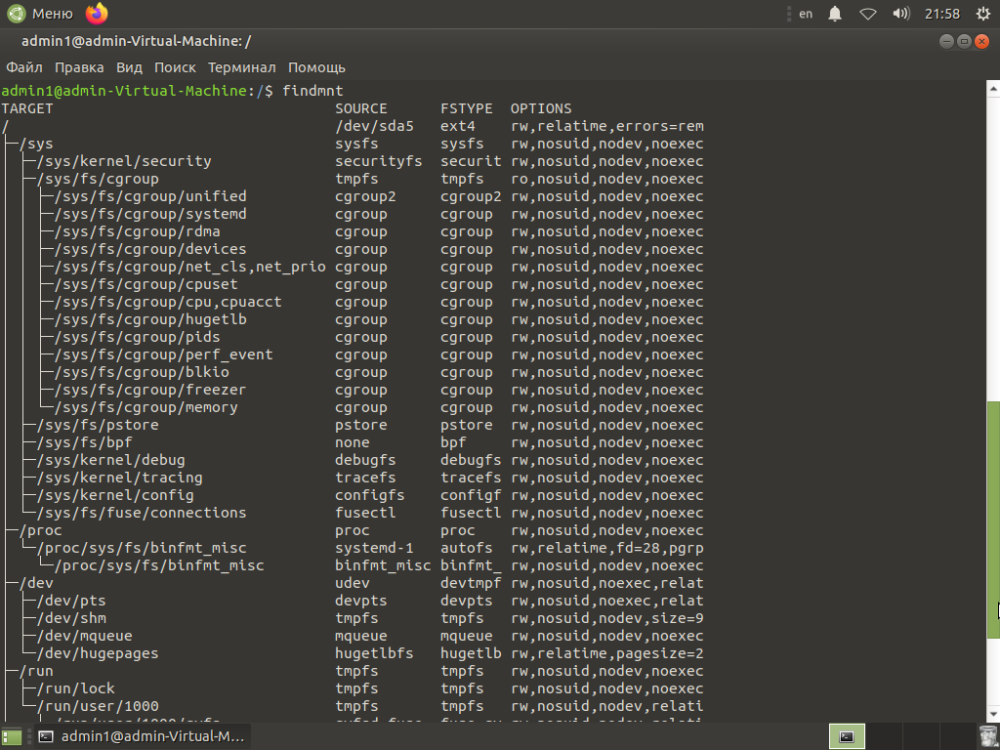 Меню en 21:58
admin1@admin-Virtual-Machine: /
Файл Правка Вид Поиск Терминал Помощь
admin1@admin-Virtual-Machine:/$ findmnt
TARGET SOURCE FSTYPE OPTIONS
/ /dev/sda5 ext4 rw,relatime,errors=rem
├─/sys sysfs sysfs rw,nosuid,nodev,noexec
│ ├─/sys/kernel/security securityfs securit rw,nosuid,nodev,noexec
│ ├─/sys/fs/cgroup tmpfs tmpfs ro,nosuid,nodev,noexec
│ │ ├─/sys/fs/cgroup/unified cgroup2 cgroup2 rw,nosuid,nodev,noexec
│ │ ├─/sys/fs/cgroup/systemd cgroup cgroup rw,nosuid,nodev,noexec
│ │ ├─/sys/fs/cgroup/rdma cgroup cgroup rw,nosuid,nodev,noexec
│ │ ├─/sys/fs/cgroup/devices cgroup cgroup rw,nosuid,nodev,noexec
│ │ ├─/sys/fs/cgroup/net_cls,net_prio cgroup cgroup rw,nosuid,nodev,noexec
│ │ ├─/sys/fs/cgroup/cpuset cgroup cgroup rw,nosuid,nodev,noexec
│ │ ├─/sys/fs/cgroup/cpu,cpuacct cgroup cgroup rw,nosuid,nodev,noexec
│ │ ├─/sys/fs/cgroup/hugetlb cgroup cgroup rw,nosuid,nodev,noexec
│ │ ├─/sys/fs/cgroup/pids cgroup cgroup rw,nosuid,nodev,noexec
│ │ ├─/sys/fs/cgroup/perf_event cgroup cgroup rw,nosuid,nodev,noexec
│ │ ├─/sys/fs/cgroup/blkio cgroup cgroup rw,nosuid,nodev,noexec
│ │ ├─/sys/fs/cgroup/freezer cgroup cgroup rw,nosuid,nodev,noexec
│ │ └─/sys/fs/cgroup/memory cgroup cgroup rw,nosuid,nodev,noexec
│ ├─/sys/fs/pstore pstore pstore rw,nosuid,nodev,noexec
│ ├─/sys/fs/bpf none bpf rw,nosuid,nodev,noexec
│ ├─/sys/kernel/debug debugfs debugfs rw,nosuid,nodev,noexec
│ ├─/sys/kernel/tracing tracefs tracefs rw,nosuid,nodev,noexec
│ ├─/sys/kernel/config configfs configf rw,nosuid,nodev,noexec
│ └─/sys/fs/fuse/connections fusectl fusectl rw,nosuid,nodev,noexec
├─/proc proc proc rw,nosuid,nodev,noexec
│ └─/proc/sys/fs/binfmt_misc systemd-1 autofs rw,relatime,fd=28,pgrp
│ └─/proc/sys/fs/binfmt_misc binfmt_misc binfmt_ rw,nosuid,nodev,noexec
├─/dev udev devtmpf rw,nosuid,noexec,relat
│ ├─/dev/pts devpts devpts rw,nosuid,noexec,relat
│ ├─/dev/shm tmpfs tmpfs rw,nosuid,nodev,size=9
│ ├─/dev/mqueue mqueue mqueue rw,nosuid,nodev,noexec
│ └─/dev/hugepages hugetlbfs hugetlb rw,relatime,pagesize=2
├─/run tmpfs tmpfs rw,nosuid,nodev,noexec
│ ├─/run/lock tmpfs tmpfs rw,nosuid,nodev,noexec
│ └─/run/user/1000 tmpfs tmpfs rw,nosuid,nodev,relati
admin1@admin-Virtual-M...